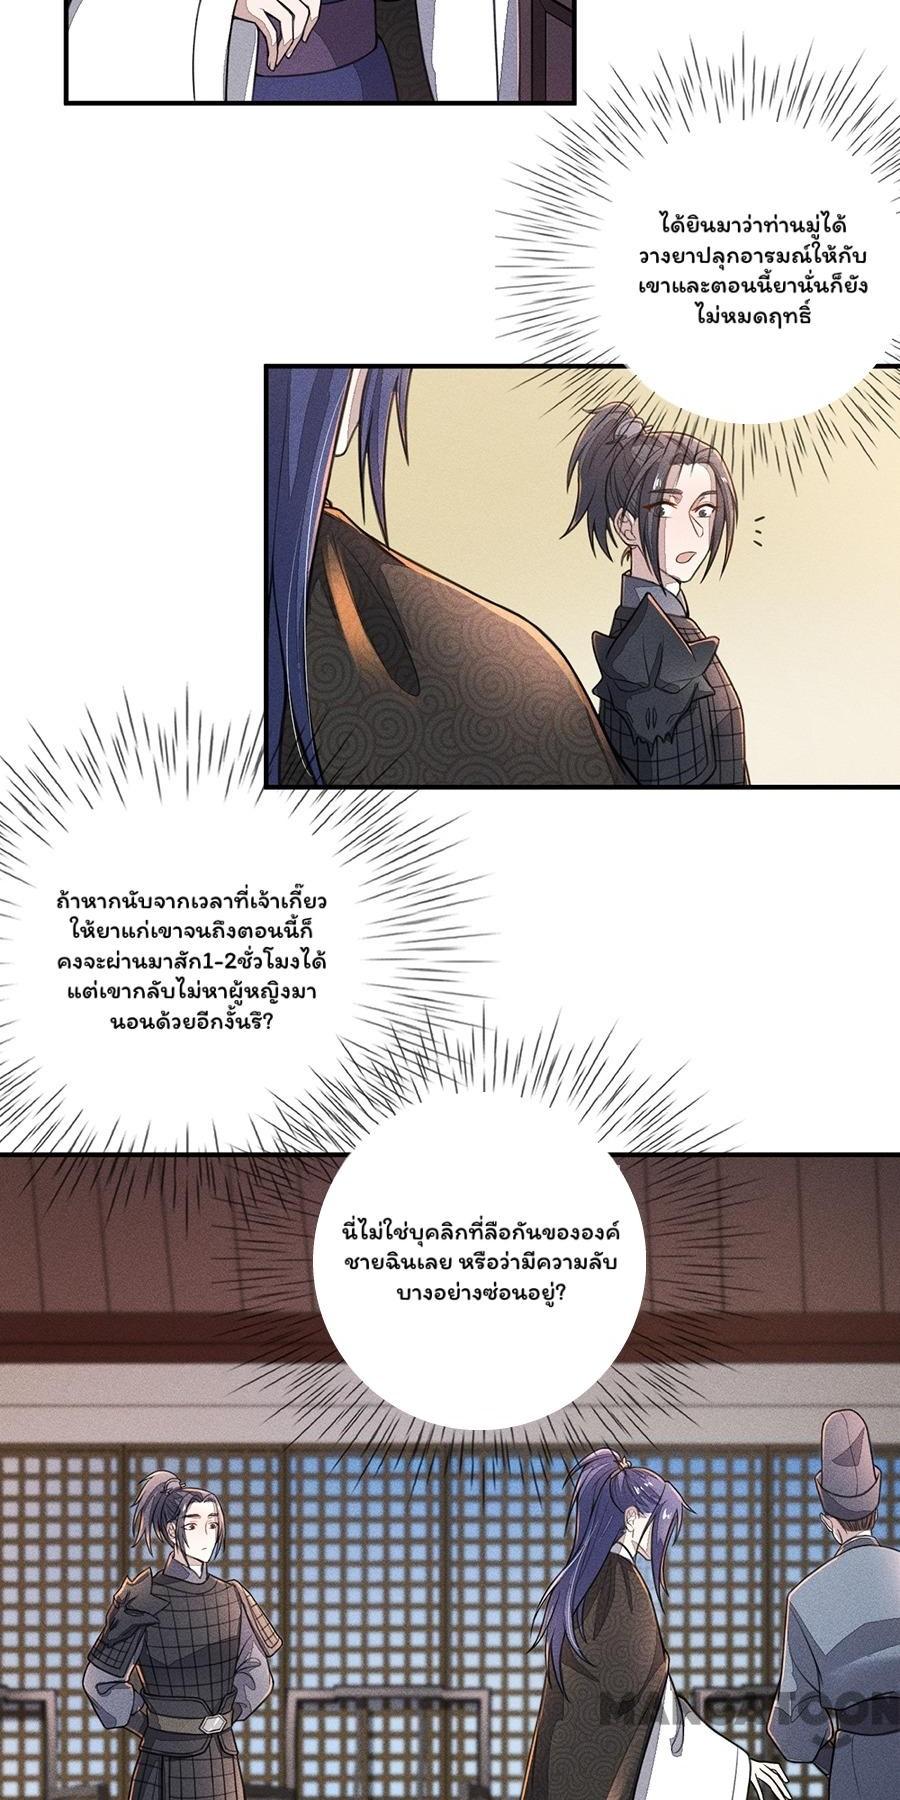 ได้ยินมาว่าท่านมู่ได้
วางยาปลุกอารมณ์ให้กับ
เขาและตอนนี้ยานั่นก็ยัง
ไม่หมดฤทธิ์
ถ้าหากนับจากเวลาที่เจ้าเกี๊ยว
ให้ยาแก่เขาจนถึงตอนนี้ก็
คงจะผ่านมาสัก1-2ชั่วโมงได้
แต่เขากลับไม่หาผู้หญิงมา
นอนด้วยอีกงั้นรึ?
นี่ไม่ใช่บุคลิกที่ลือกันขององค์
ชายฉินเลย หรือว่ามีความลับ
บางอย่างซ่อนอยู่?
MANGATOON